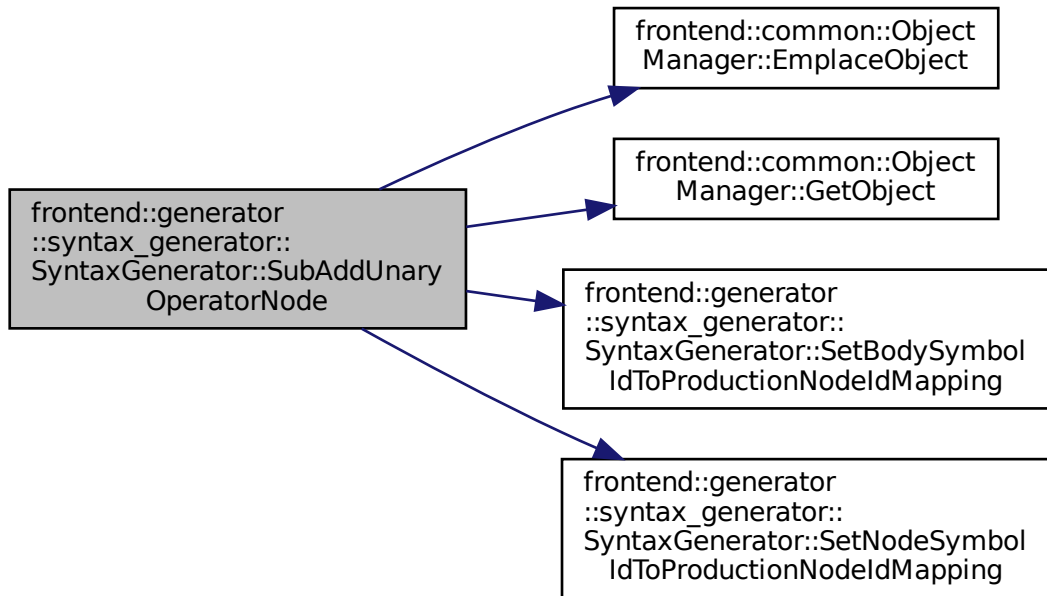 frontend::common::Object
Manager::EmplaceObject
frontend::common::Object
Manager::GetObject
frontend::generator
::syntax_generator::
SyntaxGenerator::SubAddUnary
OperatorNode
frontend::generator
::syntax_generator::
SyntaxGenerator::SetBodySymbol
IdToProductionNodeIdMapping
frontend::generator
::syntax_generator::
SyntaxGenerator::SetNodeSymbol
IdToProductionNodeIdMapping